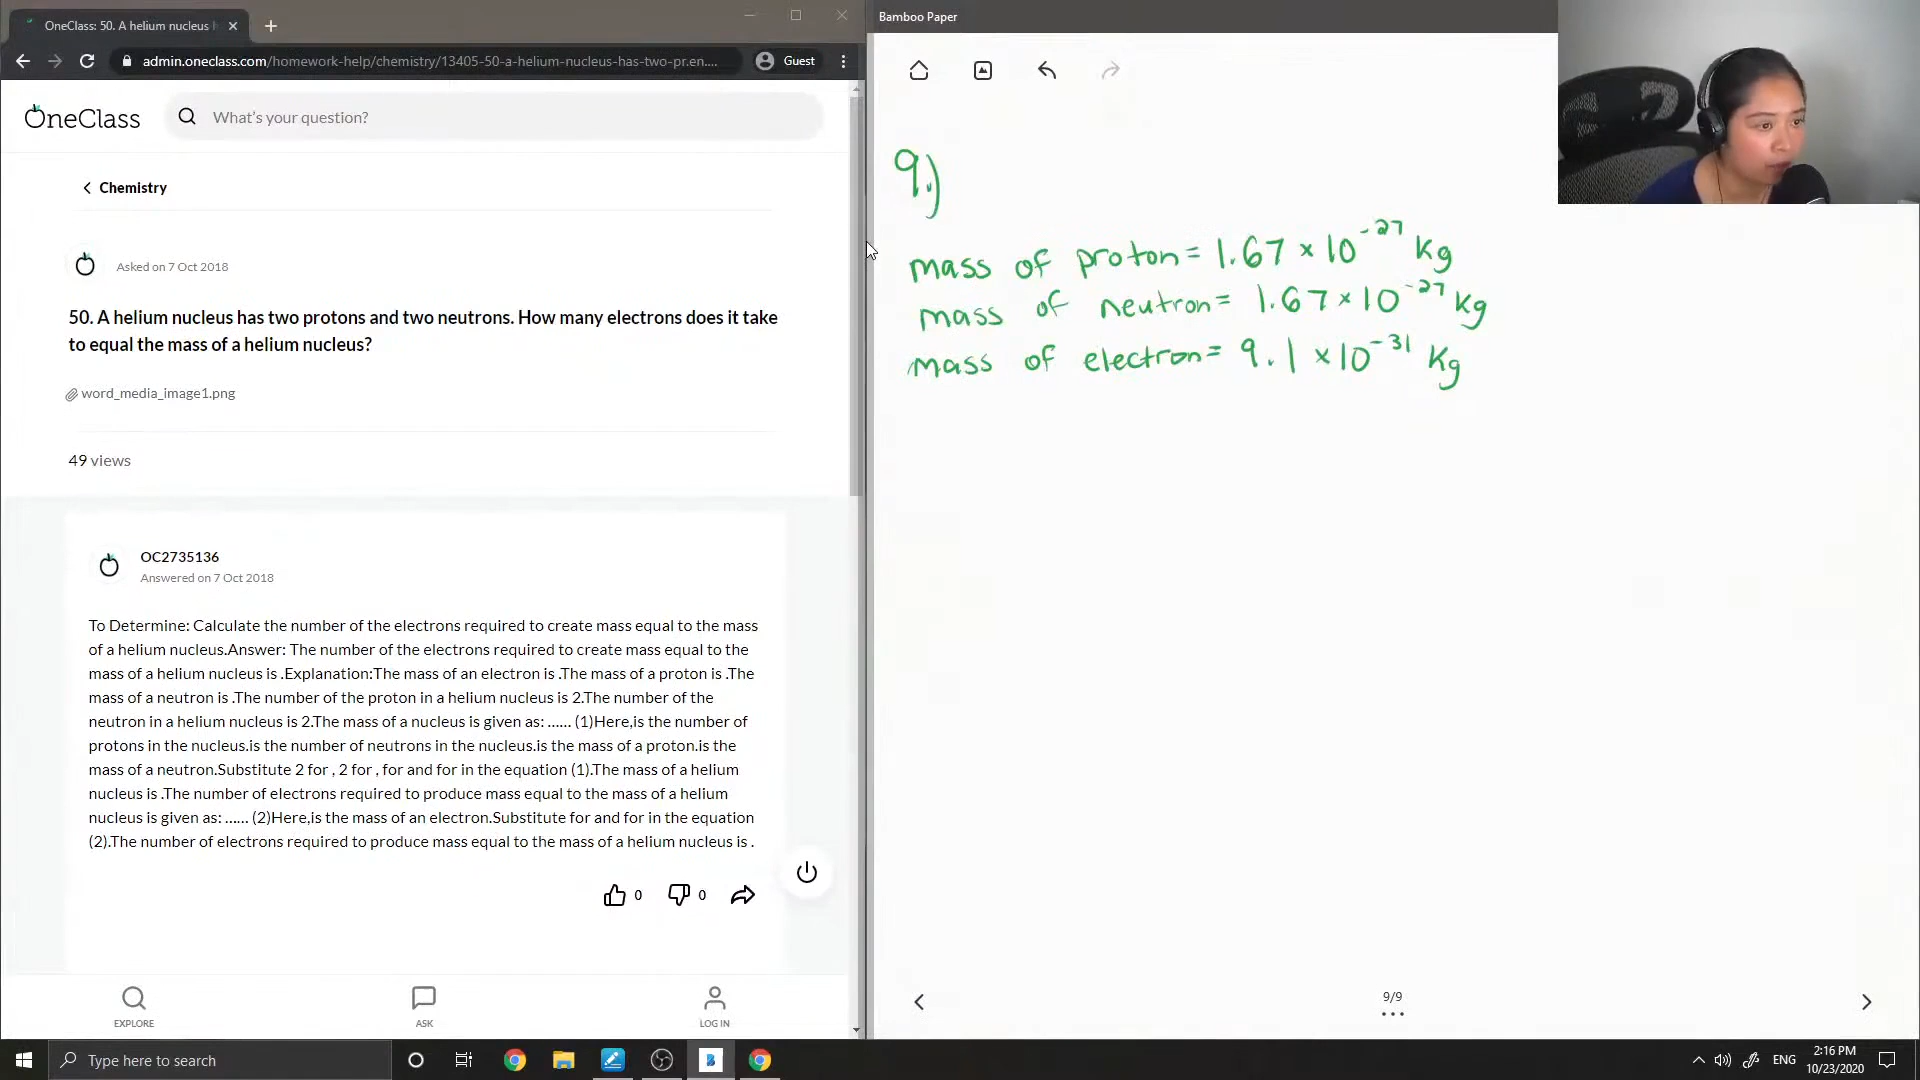 OneClass: 50. A helium nucleus
Bamboo Paper
admin.oneclass.com/homework-help/chemistry/13405-50-a-helium-nucleus-has-two-pr.en....
Guest
OneClass
What's your question?
Chemistry
Asked on 7 Oct 2018
50. A helium nucleus has two protons and two neutrons. How many electrons does it take
to equal the mass of a helium nucleus?
word_media_image1.png
49 views
OC2735136
Answered on 7 Oct 2018
To Determine: Calculate the number of the electrons required to create mass equal to the mass
of a helium nucleus.Answer: The number of the electrons required to create mass equal to the
mass of a helium nucleus is .Explanation:The mass of an electron is .The mass of a proton is .The
mass of a neutron is .The number of the proton in a helium nucleus is 2.The number of the
neutron in a helium nucleus is 2.The mass of a nucleus is given as: ...... (1)Here,is the number of
protons in the nucleus.is the number of neutrons in the nucleus.is the mass of a proton.is the
mass of a neutron.Substitute 2 for , 2 for , for and for in the equation (1).The mass of a helium
nucleus is .The number of electrons required to produce mass equal to the mass of a helium
nucleus is given as: ...... (2)Here,is the mass of an electron.Substitute for and for in the equation
(2).The number of electrons required to produce mass equal to the mass of a helium nucleus is .
0 0
EXPLORE ASK LOG IN
9.)
mass of proton = 1.67 × 10⁻²⁷ kg
mass of neutron = 1.67 × 10⁻²⁷ kg
mass of electron = 9.1 × 10⁻³¹ kg
9/9
Type here to search
ENG
2:16 PM
10/23/2020